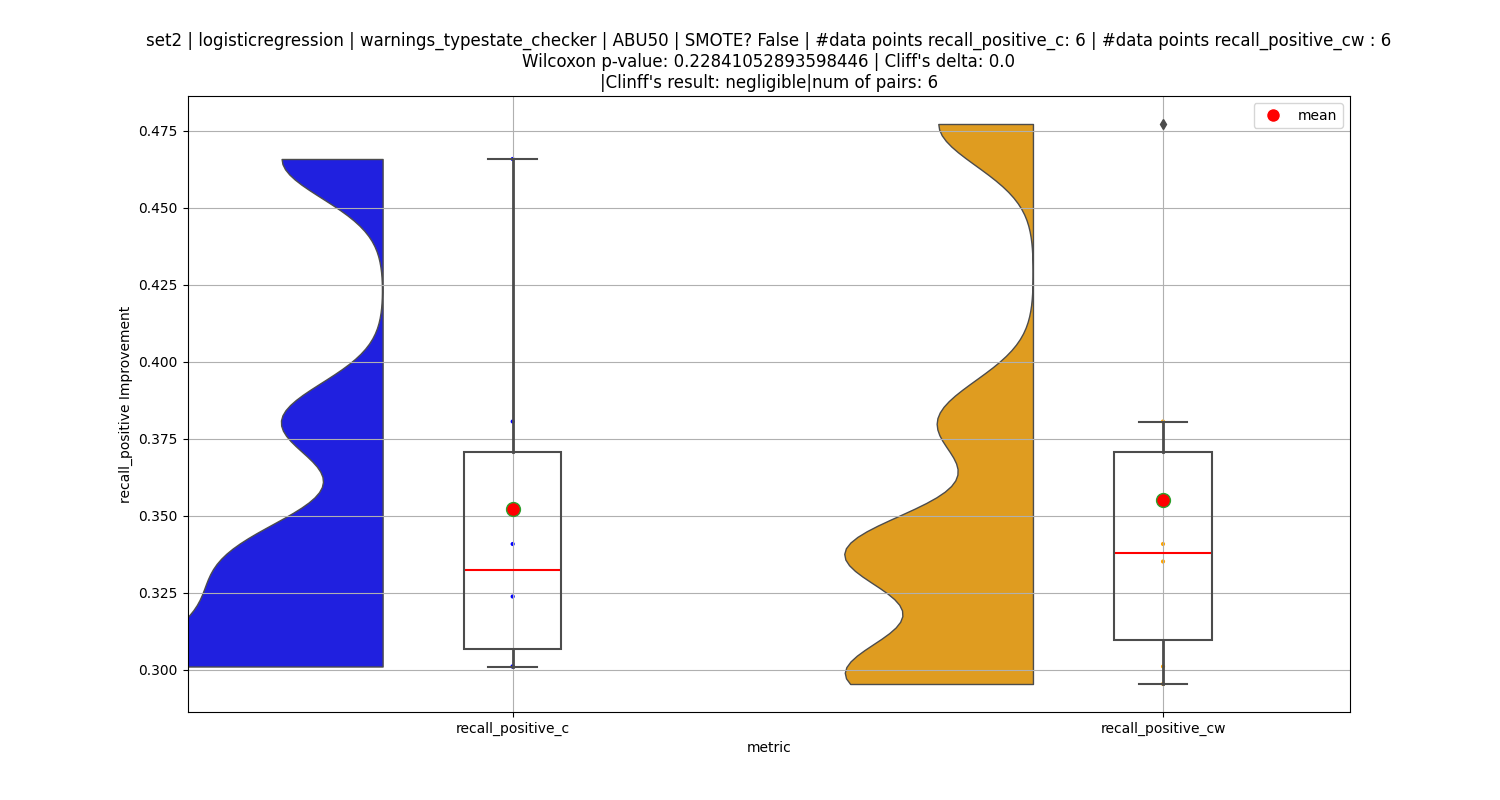 set2 | logisticregression | warnings_typestate_checker | ABU50 | SMOTE? False | #data points recall_positive_c: 6 | #data points recall_positive_cw : 6
Wilcoxon p-value: 0.22841052893598446 | Cliff's delta: 0.0
|Clinff's result: negligible|num of pairs: 6
mean
0.475
0.450
0.425
0.400
0.375
0.350
0.325
0.300
recall_positive Improvement
recall_positive_c
recall_positive_cw
metric